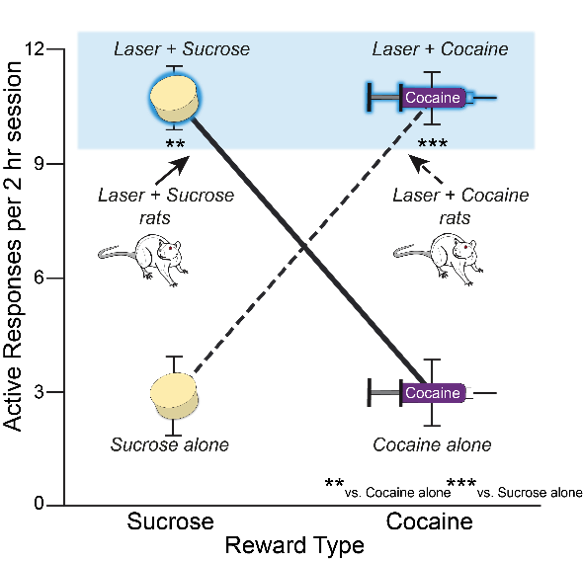 Active Responses per 2 hr session
12
9
6
3
0
Laser + Sucrose
Laser + Cocaine
Cocaine
**
***
Laser + Sucrose
rats
Laser + Cocaine
rats
Cocaine
Sucrose alone
Cocaine alone
**vs. Cocaine alone ***vs. Sucrose alone
Sucrose
Cocaine
Reward Type